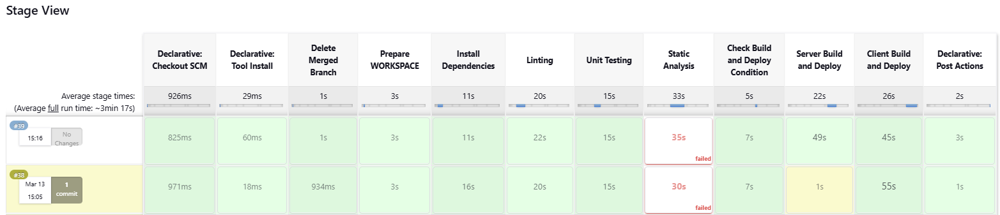 Stage View
Declarative: Checkout SCM
Declarative: Tool Install
Delete Merged Branch
Prepare WORKSPACE
Install Dependencies
Linting
Unit Testing
Static Analysis
Check Build and Deploy Condition
Server Build and Deploy
Client Build and Deploy
Declarative: Post Actions
Average stage times:
(Average full run time: ~3min 17s)
926ms 29ms 1s 3s 11s 20s 15s 33s 5s 22s 26s 2s
#39
15:16
No Changes
825ms 60ms 1s 3s 11s 22s 15s 35s 7s 49s 45s 3s
failed
#38
Mar 13
15:05
1 commit
971ms 18ms 934ms 3s 16s 20s 15s 30s 7s 1s 55s 1s
failed